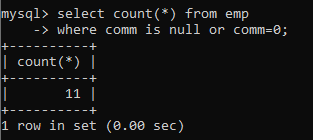 mysql> select count(*) from emp
    -> where comm is null or comm=0;
+----------+
| count(*) |
+----------+
|       11 |
+----------+
1 row in set (0.00 sec)